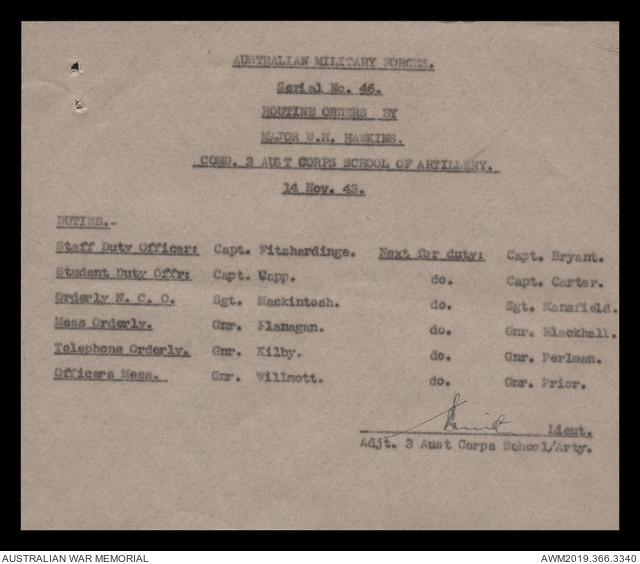 AUSTRALIAN MILITARY FORCES.
Serial No. 46.
ROUTINE ORDERS BY
MAJOR W.H. HAWKINS.
COMD. 3 AUST CORPS SCHOOL OF ARTILLERY.
14 Nov. 43.
DUTIES.-
Staff Duty Officer: Capt. Fitzhardinge. Next for duty: Capt. Bryant.
Student Duty Offr: Capt. Capp. do. Capt. Carter.
Orderly N. C. O. Sgt. Mackintosh. do. Sgt. Mansfield.
Mess Orderly. Gnr. Flanagan. do. Gnr. Blackhall.
Telephone Orderly. Gnr. Kilby. do. Gnr. Perlman.
Officers Mess. Gnr. Willmott. do. Gnr. Prior.
Lieut.
Adjt. 3 Aust Corps School/Arty.
AUSTRALIAN WAR MEMORIAL AWM2019.366.3340